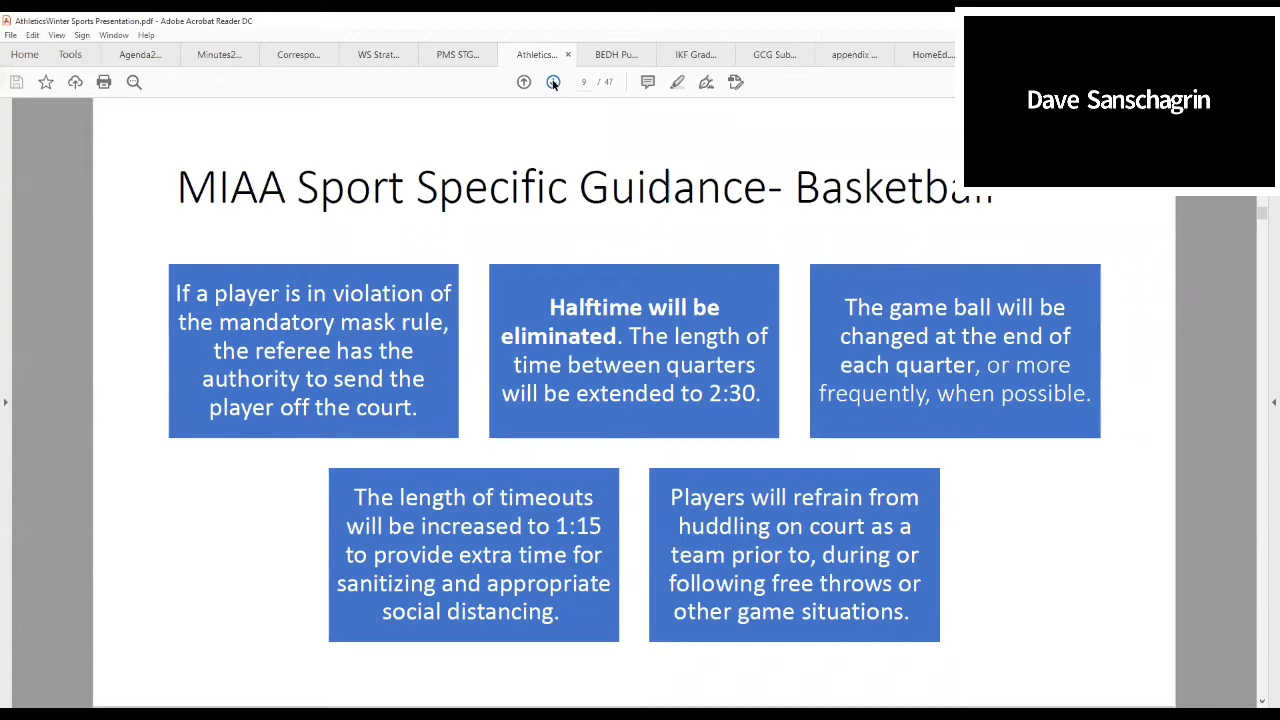 AthleticsWinter Sports Presentation.pdf - Adobe Acrobat Reader DC
File Edit View Sign Window Help
Home Tools Agenda2... Minutes2... Correspo... WS Strat... PMS STG... Athletics... × BEDH Pu... IKF Grad... GCG Sub... appendix ... HomeEd...
9 / 47
Dave Sanschagrin
MIAA Sport Specific Guidance- Basketball
If a player is in violation of
the mandatory mask rule,
the referee has the
authority to send the
player off the court.
Halftime will be
eliminated. The length of
time between quarters
will be extended to 2:30.
The game ball will be
changed at the end of
each quarter, or more
frequently, when possible.
The length of timeouts
will be increased to 1:15
to provide extra time for
sanitizing and appropriate
social distancing.
Players will refrain from
huddling on court as a
team prior to, during or
following free throws or
other game situations.